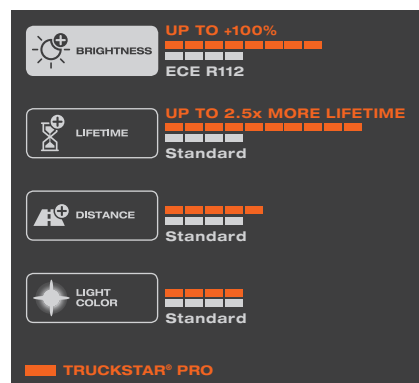 UP TO +100%
BRIGHTNESS
ECE R112
UP TO 2.5x MORE LIFETIME
LIFETIME
Standard
DISTANCE
Standard
LIGHT
COLOR
Standard
TRUCKSTAR® PRO